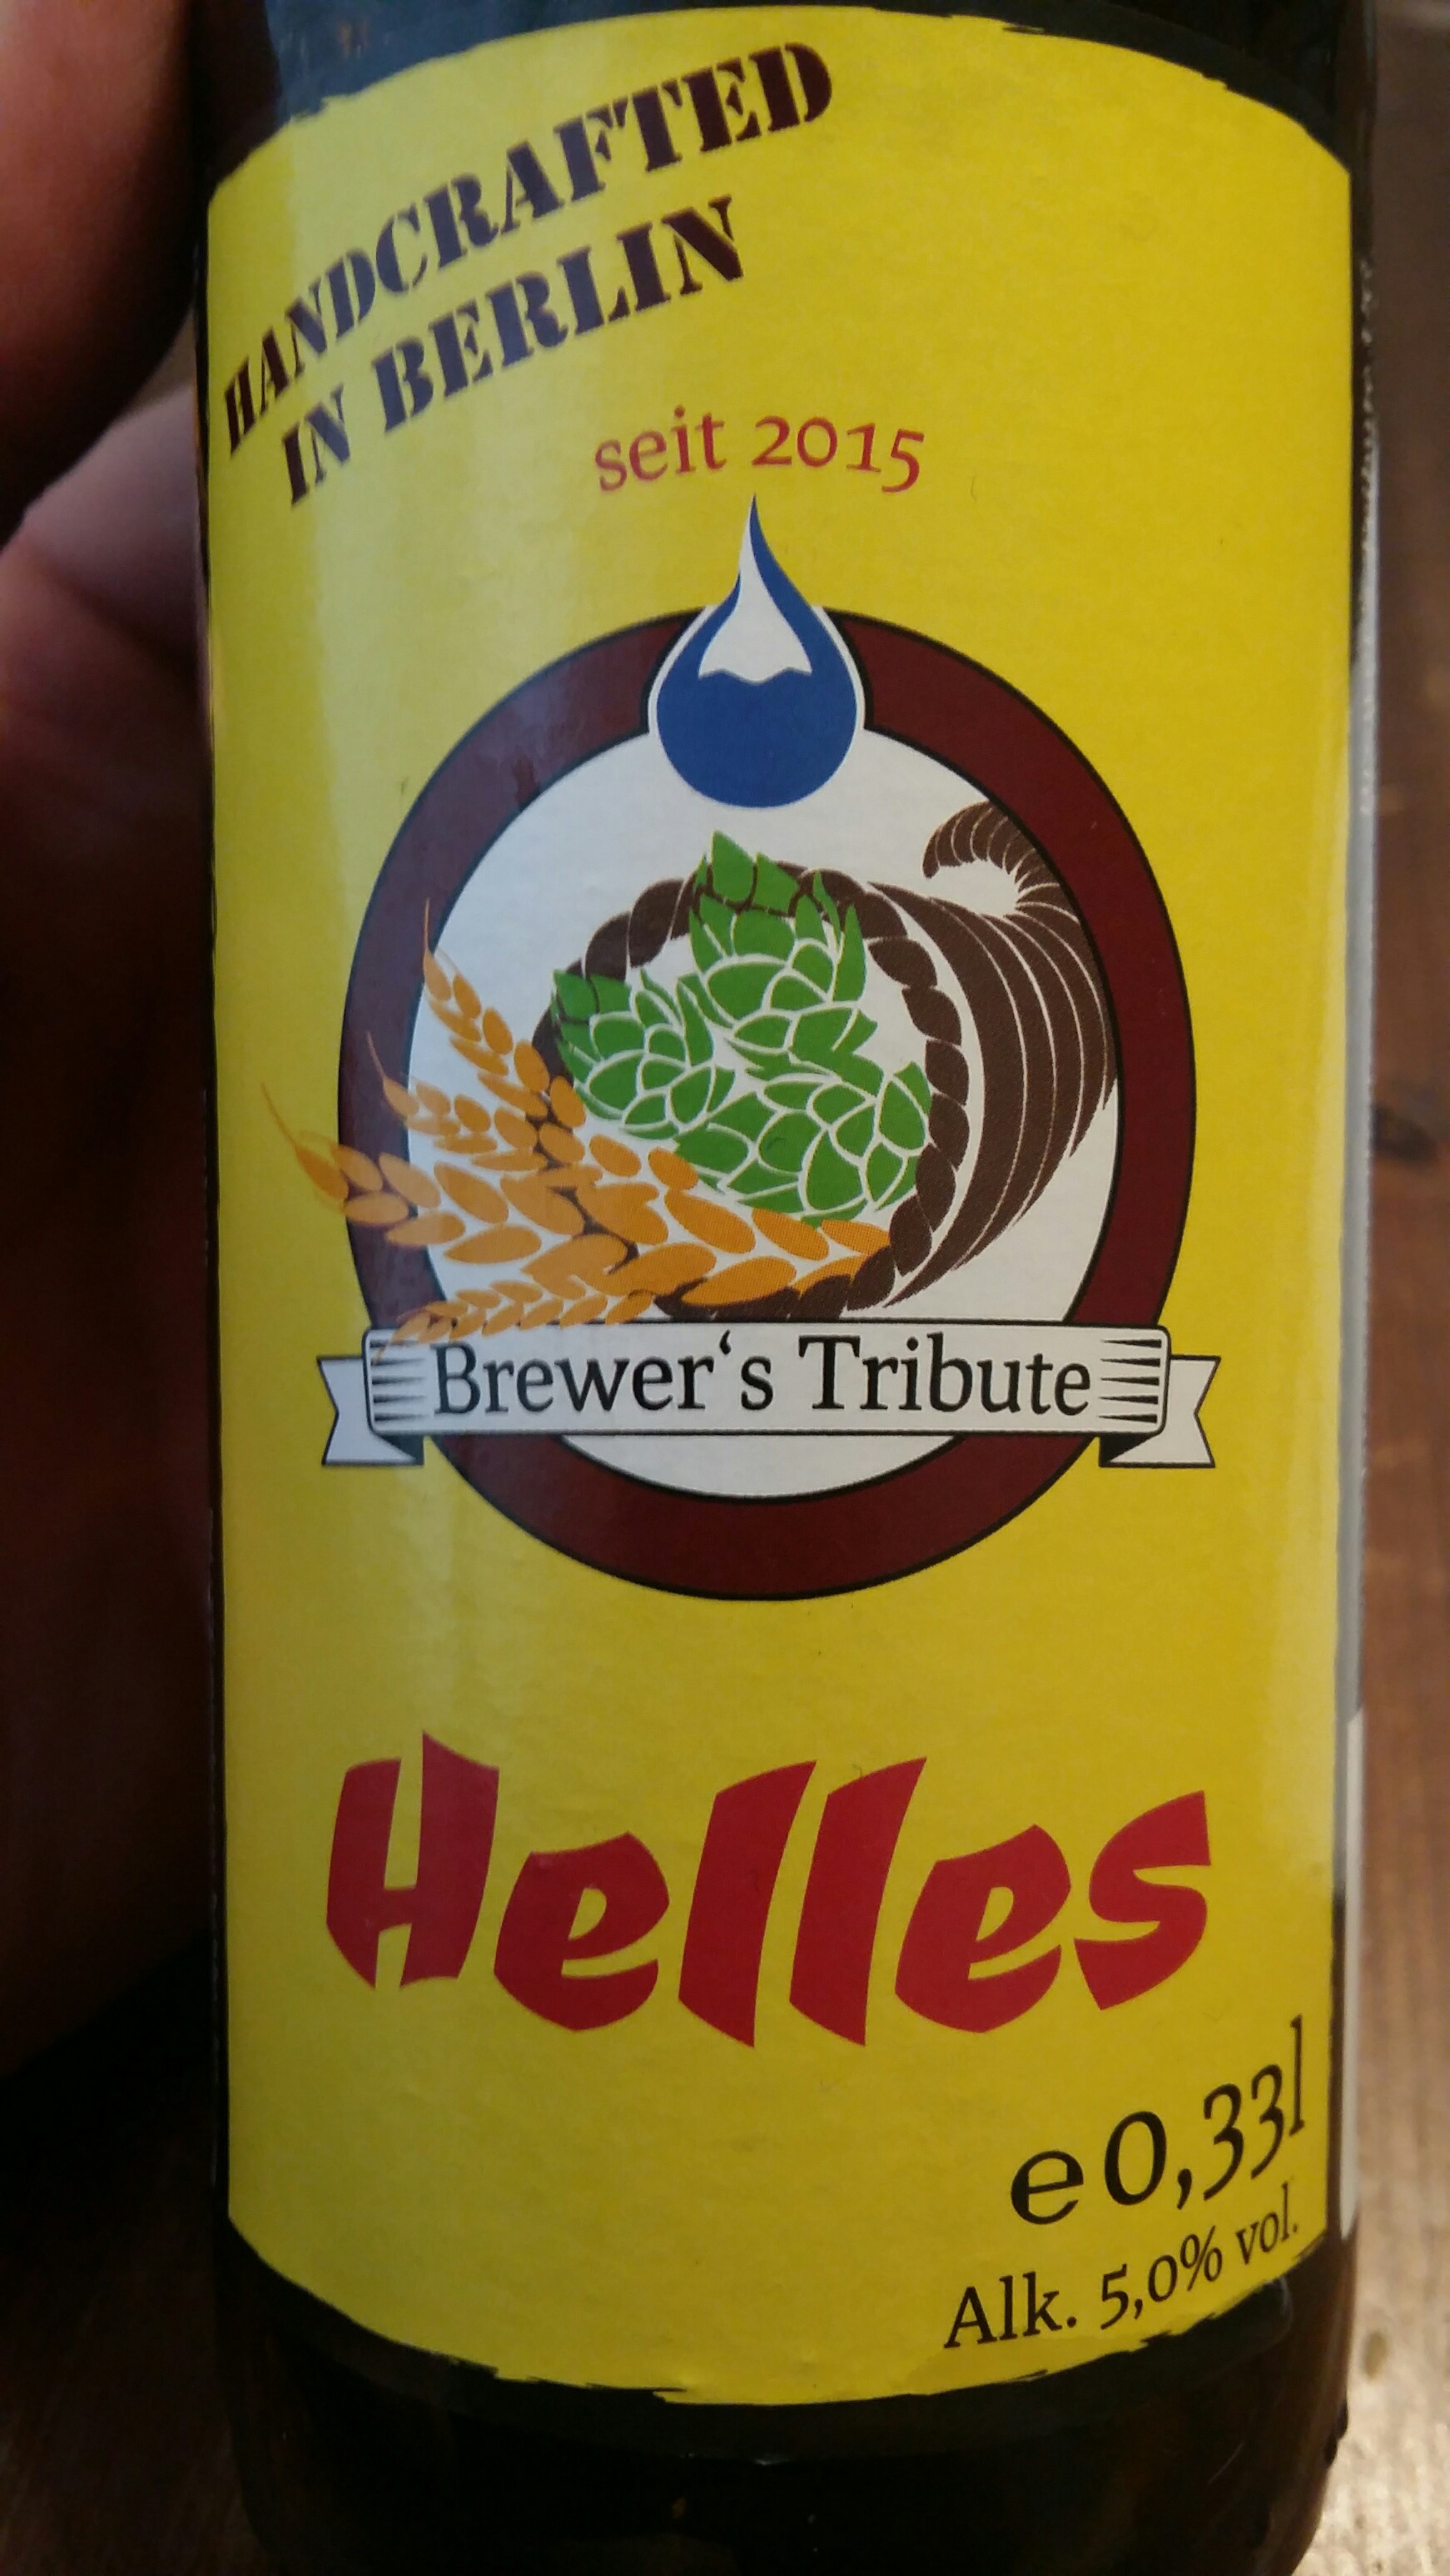 HANDCRAFTED
IN BERLIN
seit 2015
Brewer‘s Tribute
Helles
e 0,33l
Alk. 5,0% vol.